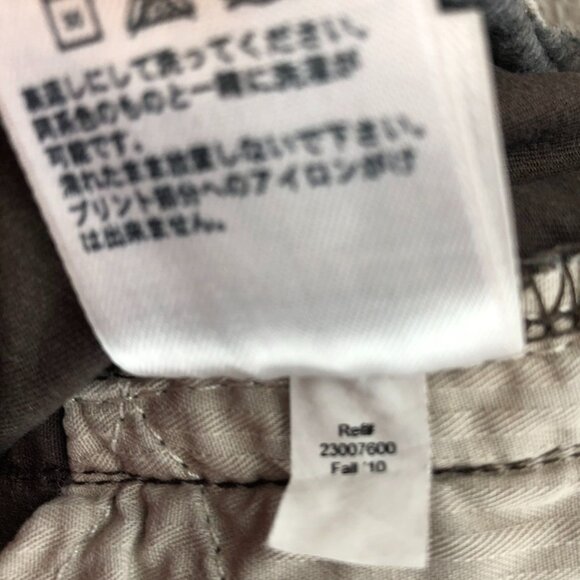 裏返しにして洗ってください。
同系色のものと一緒に洗濯が
可能です。
濡れたまま放置しないで下さい。
プリント部分へのアイロンがけ
は出来ません。
Ref#
23007600
Fall '10